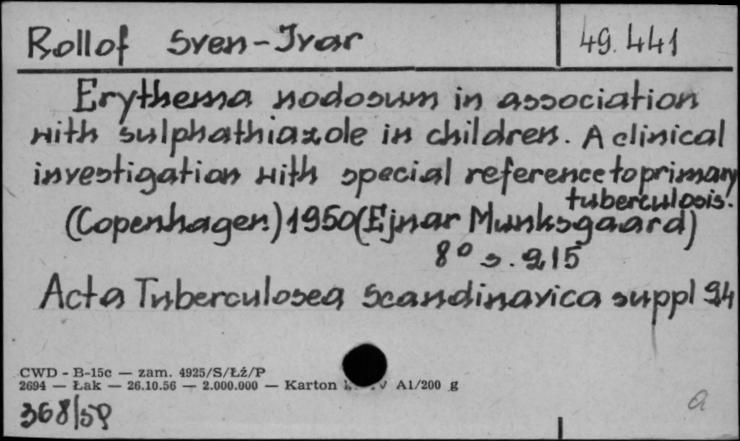 Rollof Sven-Ivar 49.441
Erythema nodosum in association
with sulphathiazole in children. A clinical
investigation with special reference to primary
tuberculosis.
(Copenhagen) 1950 (Ejnar Munksgaard)
8° s. 215
Acta Tuberculosea Scandinavica suppl 24
CWD - B-15c — zam. 4925/S/Łź/P
2694 — Łak — 26.10.56 — 2.000.000 — Karton A1/200 g
368/59
a